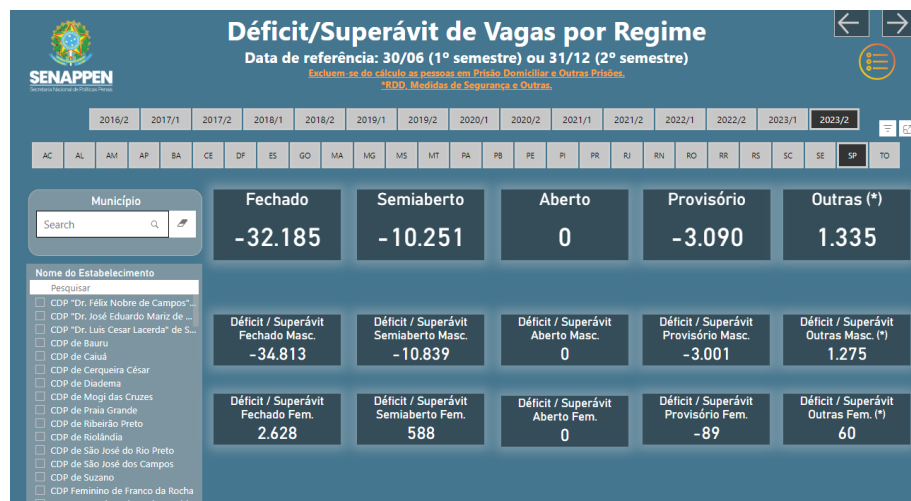 Déficit/Superávit de Vagas por Regime
Data de referência: 30/06 (1º semestre) ou 31/12 (2º semestre)
Excluem-se do cálculo as pessoas em Prisão Domiciliar e Outras Prisões.
*RDD, Medidas de Segurança e Outras.
SENAPPEN
Secretaria Nacional de Políticas Penais
2016/2 2017/1 2017/2 2018/1 2018/2 2019/1 2019/2 2020/1 2020/2 2021/1 2021/2 2022/1 2022/2 2023/1 2023/2
AC AL AM AP BA CE DF ES GO MA MG MS MT PA PB PE PI PR RJ RN RO RR RS SC SE SP TO
Município
Search
Fechado Semiaberto Aberto Provisório Outras (*)
-32.185 -10.251 0 -3.090 1.335
Nome do Estabelecimento
Pesquisar
CDP "Dr. Félix Nobre de Campos"...
CDP "Dr. José Eduardo Mariz de ...
CDP "Dr. Luis Cesar Lacerda" de S...
CDP de Bauru
CDP de Caiuá
CDP de Cerqueira César
CDP de Diadema
CDP de Mogi das Cruzes
CDP de Praia Grande
CDP de Ribeirão Preto
CDP de Riolândia
CDP de São José do Rio Preto
CDP de São José dos Campos
CDP de Suzano
CDP Feminino de Franco da Rocha
Déficit / Superávit Déficit / Superávit Déficit / Superávit Déficit / Superávit Déficit / Superávit
Fechado Masc. Semiaberto Masc. Aberto Masc. Provisório Masc. Outras Masc. (*)
-34.813 -10.839 0 -3.001 1.275
Déficit / Superávit Déficit / Superávit Déficit / Superávit Déficit / Superávit Déficit / Superávit
Fechado Fem. Semiaberto Fem. Aberto Fem. Provisório Fem. Outras Fem. (*)
2.628 588 0 -89 60